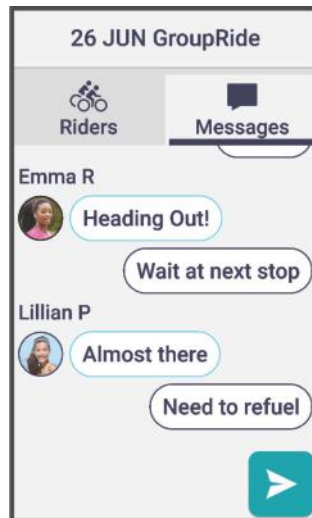 26 JUN GroupRide
Riders
Messages
Emma R
Heading Out!
Wait at next stop
Lillian P
Almost there
Need to refuel